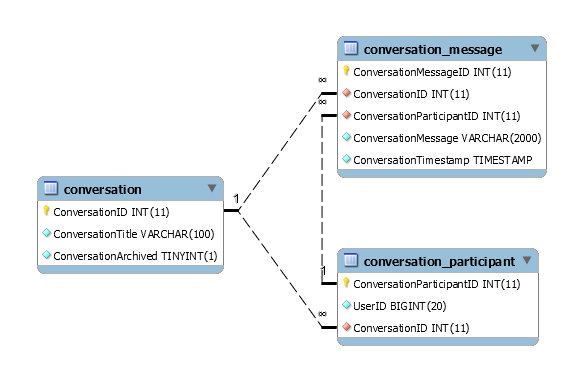 conversation_message
ConversationMessageID INT(11)
ConversationID INT(11)
ConversationParticipantID INT(11)
ConversationMessage VARCHAR(2000)
ConversationTimestamp TIMESTAMP
∞
∞
conversation
ConversationID INT(11)
ConversationTitle VARCHAR(100)
ConversationArchived TINYINT(1)
1
conversation_participant
ConversationParticipantID INT(11)
UserID BIGINT(20)
ConversationID INT(11)
1
∞